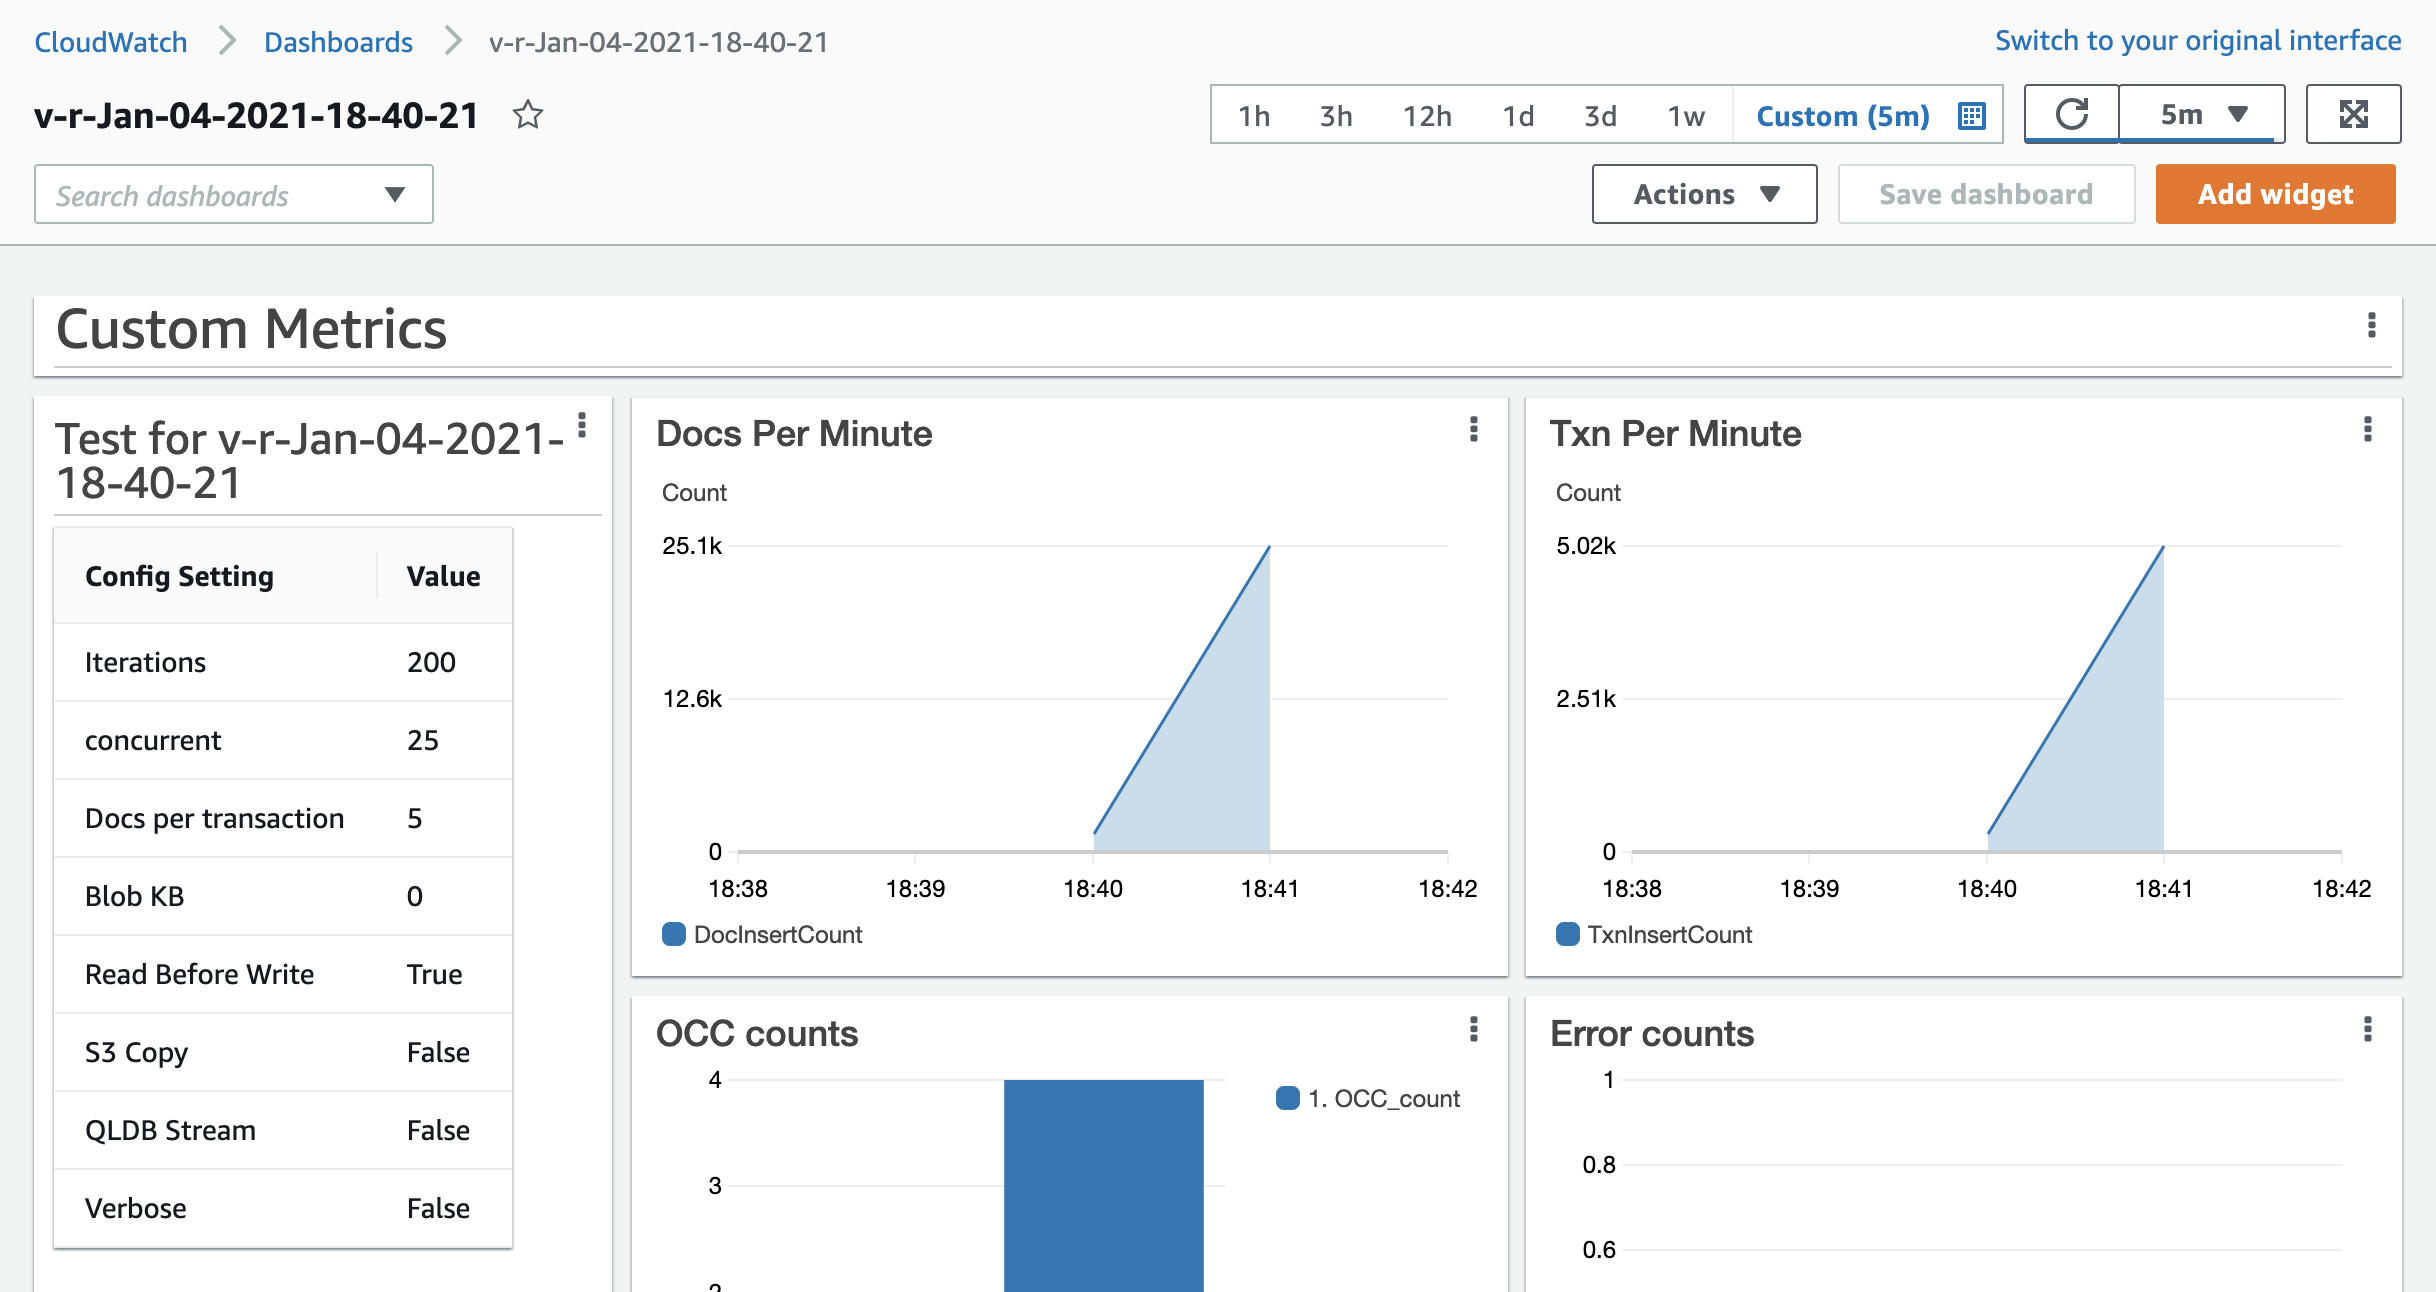 CloudWatch > Dashboards > v-r-Jan-04-2021-18-40-21
Switch to your original interface
v-r-Jan-04-2021-18-40-21
1h 3h 12h 1d 3d 1w Custom (5m)
5m
Search dashboards
Actions
Save dashboard
Add widget
Custom Metrics
Test for v-r-Jan-04-2021-
18-40-21
Config Setting Value
Iterations 200
concurrent 25
Docs per transaction 5
Blob KB 0
Read Before Write True
S3 Copy False
QLDB Stream False
Verbose False
Docs Per Minute
Count
25.1k
12.6k
0
18:38 18:39 18:40 18:41 18:42
DocInsertCount
Txn Per Minute
Count
5.02k
2.51k
0
18:38 18:39 18:40 18:41 18:42
TxnInsertCount
OCC counts
4
3
1. OCC_count
Error counts
1
0.8
0.6